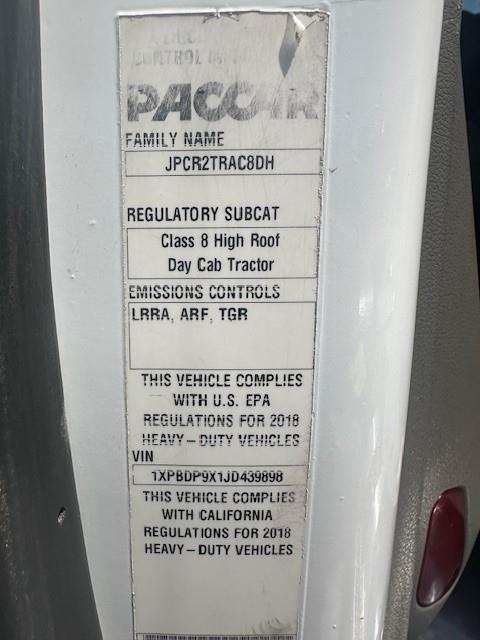 CONTROL
PACCAR
FAMILY NAME
JPCR2TRAC8DH
REGULATORY SUBCAT
Class 8 High Roof
Day Cab Tractor
EMISSIONS CONTROLS
LRRA, ARF, TGR
THIS VEHICLE COMPLIES
WITH U.S. EPA
REGULATIONS FOR 2018
HEAVY-DUTY VEHICLES
VIN
1XPBDP9X1JD439898
THIS VEHICLE COMPLIES
WITH CALIFORNIA
REGULATIONS FOR 2018
HEAVY-DUTY VEHICLES